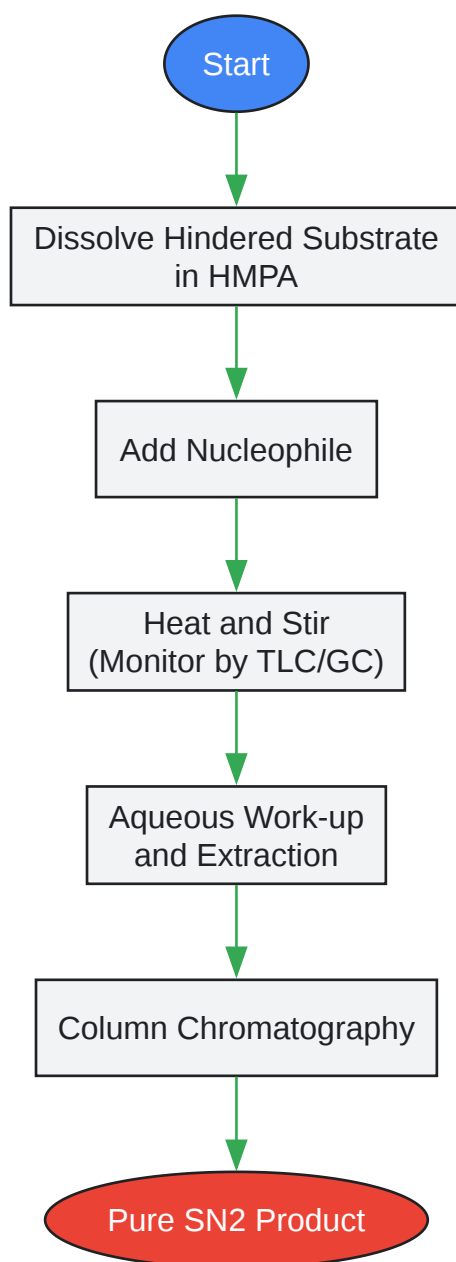 Start
Dissolve Hindered Substrate
in HMPA
Add Nucleophile
Heat and Stir
(Monitor by TLC/GC)
Aqueous Work-up
and Extraction
Column Chromatography
Pure SN2 Product